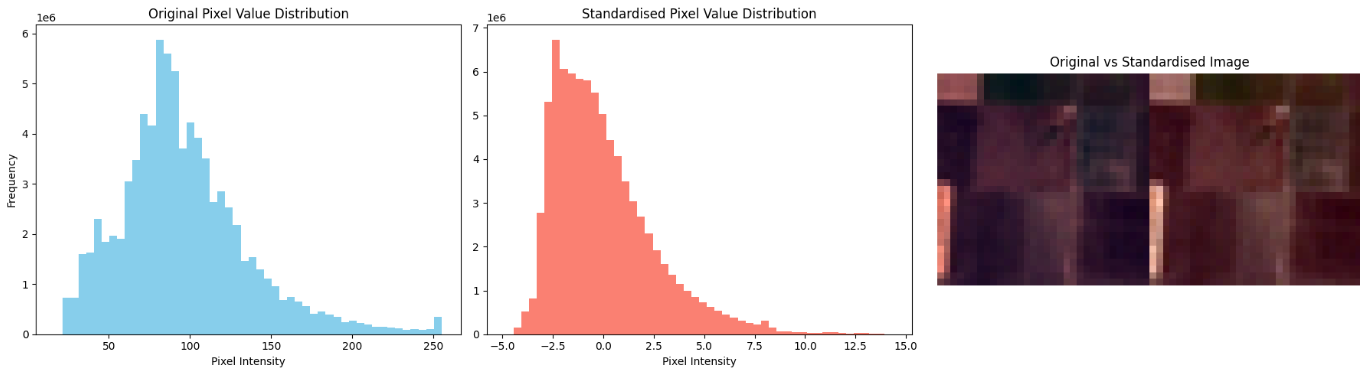 Original Pixel Value Distribution
1e6
Frequency
6
5
4
3
2
1
0
50 100 150 200 250
Pixel Intensity
Standardised Pixel Value Distribution
1e6
7
6
5
4
3
2
1
0
−5.0 −2.5 0.0 2.5 5.0 7.5 10.0 12.5 15.0
Pixel Intensity
Original vs Standardised Image